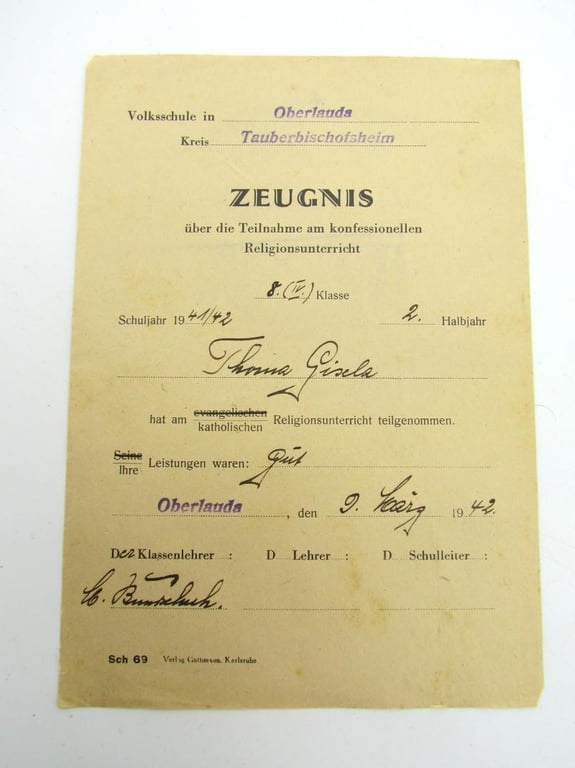 Volksschule in Oberlauda
Kreis Tauberbischofsheim
ZEUGNIS
über die Teilnahme am konfessionellen
Religionsunterricht
8. (IV.) Klasse
Schuljahr 1941/42 2. Halbjahr
Thoma Gisela
hat am evangelischen
katholischen Religionsunterricht teilgenommen.
Seine
Ihre Leistungen waren: gut
Oberlauda, den 9. März 1942.
Der Klassenlehrer: D Lehrer: D Schulleiter:
Sch 69 Verlag Gutmann, Karlsruhe